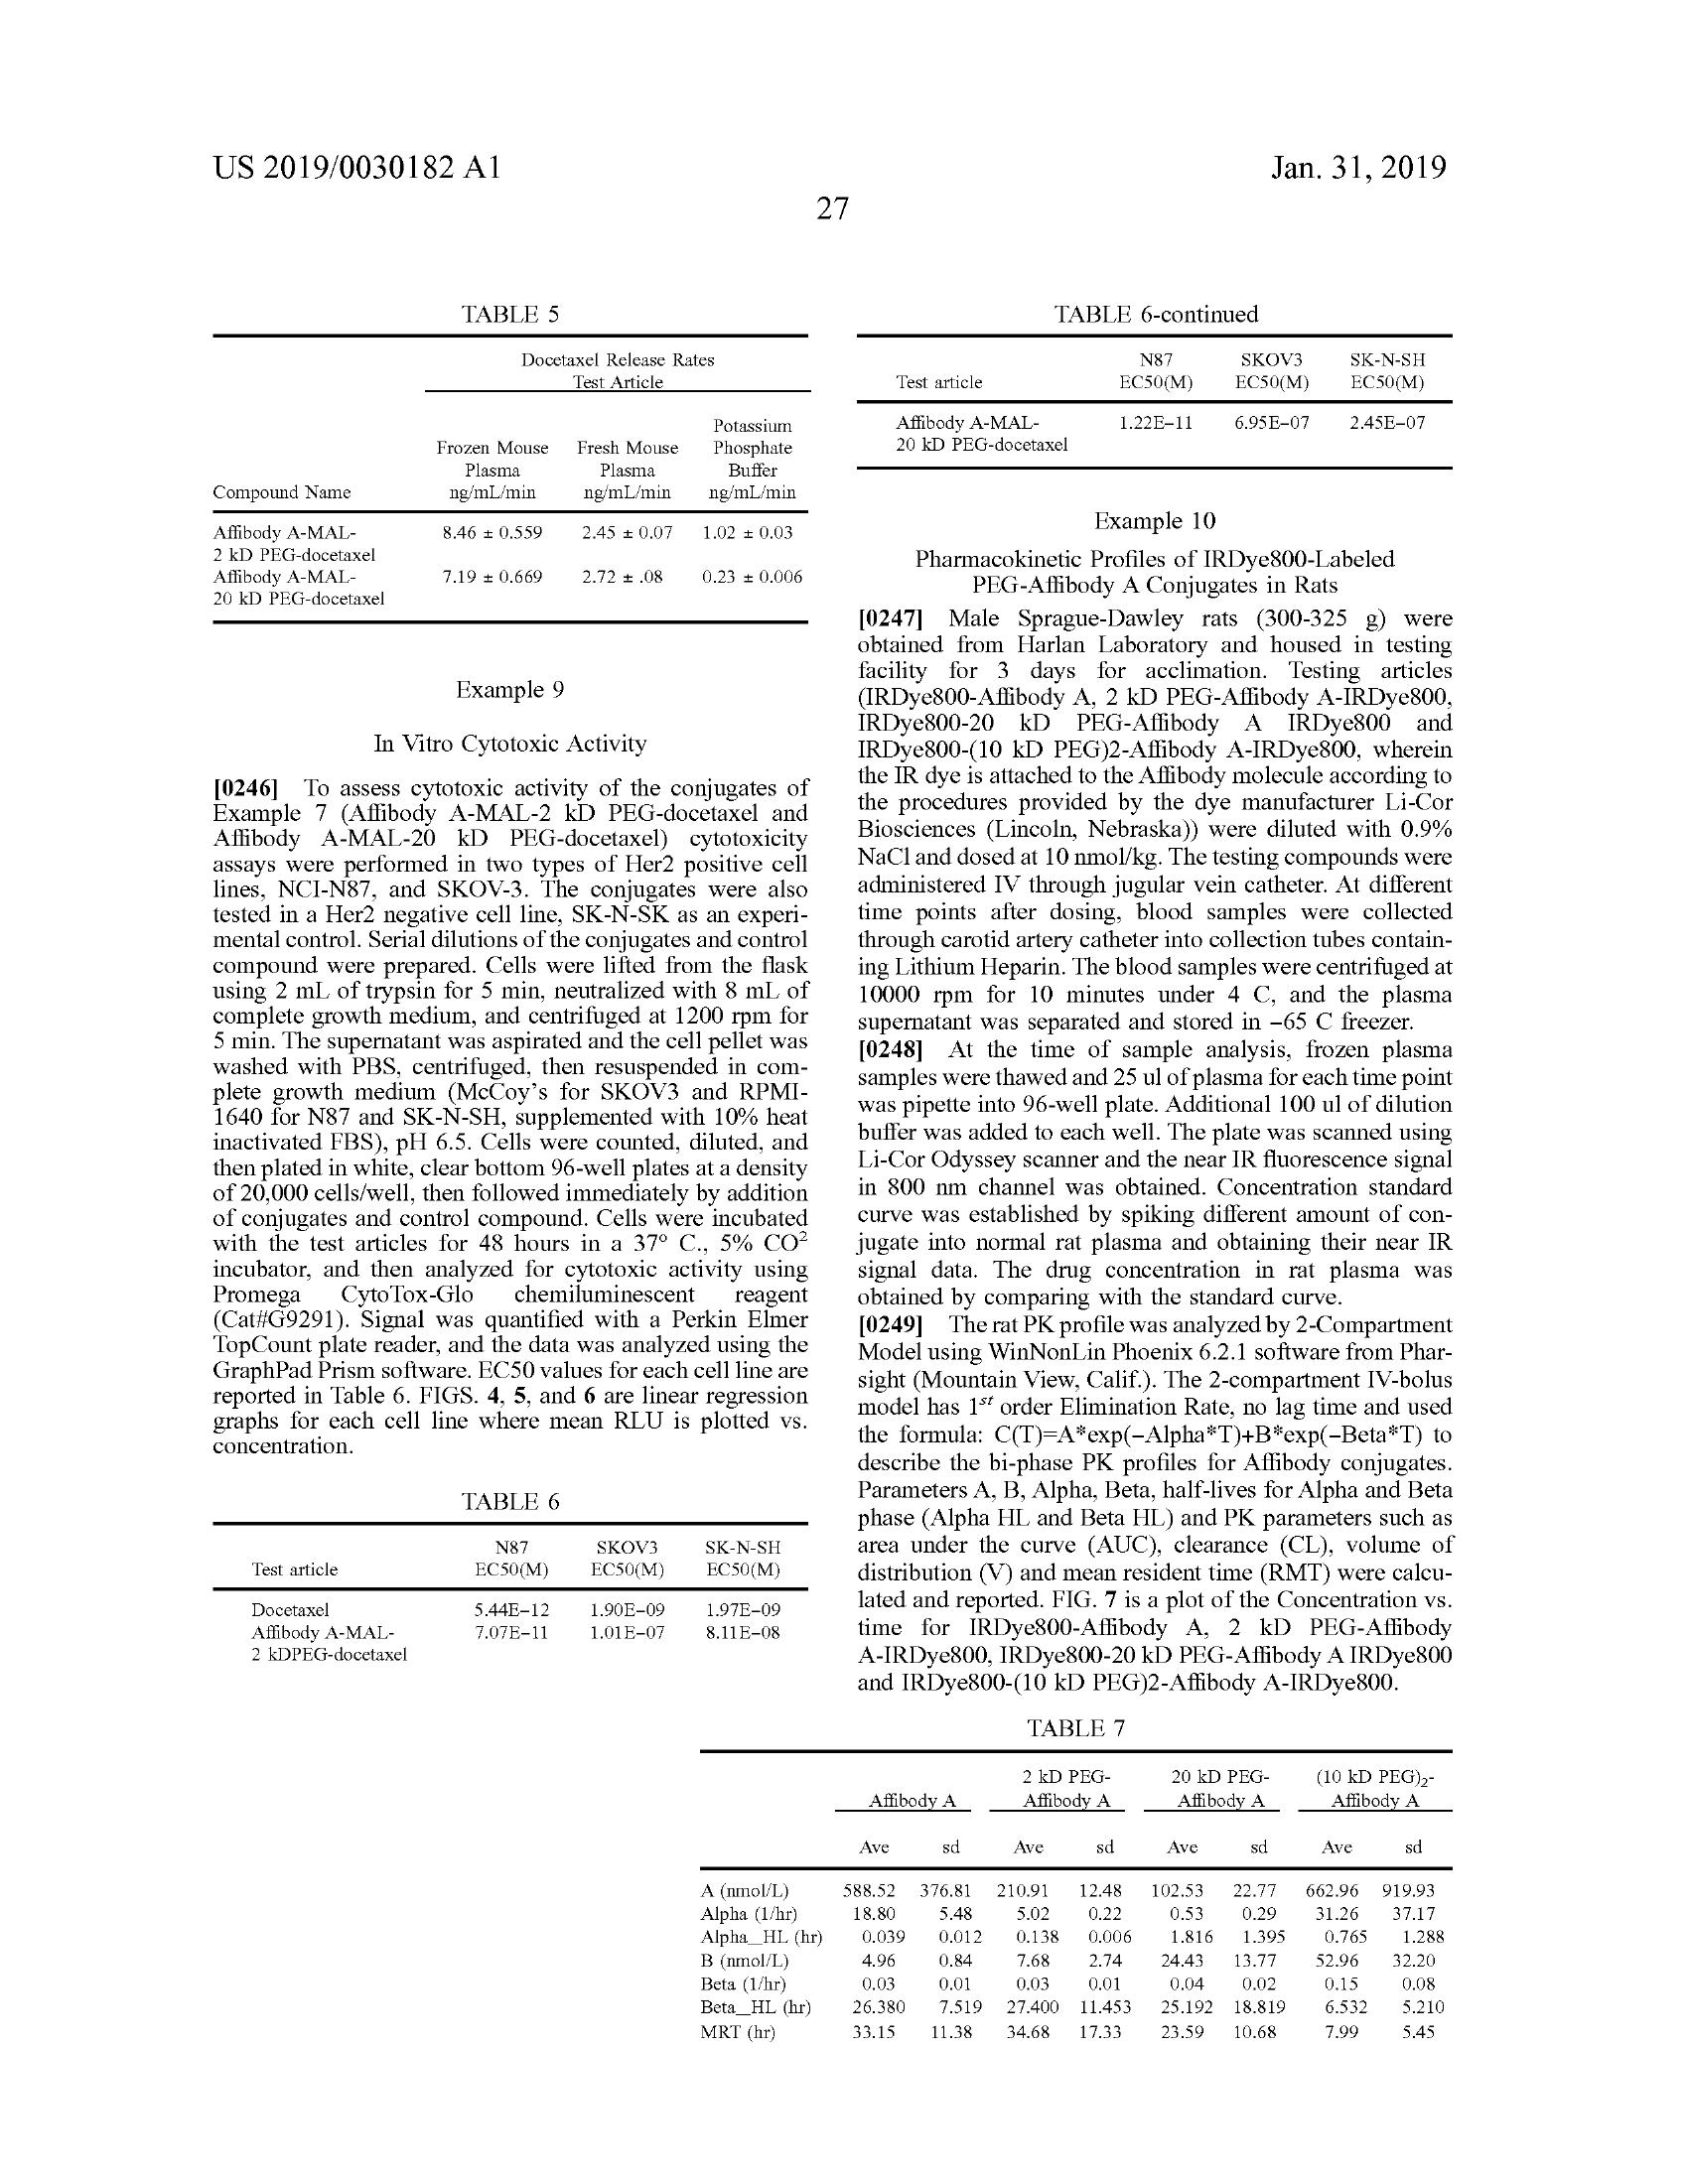 US 2019/0030182 A1
Jan. 31, 2019
27
TABLE 5
Docetaxel Release Rates
Test Article
Potassium
Frozen Mouse Fresh Mouse Phosphate
Plasma Plasma Buffer
Compound Name ng/mL/min ng/mL/min ng/mL/min
Affibody A-MAL- 8.46 ± 0.559 2.45 ± 0.07 1.02 ± 0.03
2 kD PEG-docetaxel
Affibody A-MAL- 7.19 ± 0.669 2.72 ± .08 0.23 ± 0.006
20 kD PEG-docetaxel
Example 9
In Vitro Cytotoxic Activity
[0246] To assess cytotoxic activity of the conjugates of
Example 7 (Affibody A-MAL-2 kD PEG-docetaxel and
Affibody A-MAL-20 kD PEG-docetaxel) cytotoxicity
assays were performed in two types of Her2 positive cell
lines, NCI-N87, and SKOV-3. The conjugates were also
tested in a Her2 negative cell line, SK-N-SK as an experi-
mental control. Serial dilutions of the conjugates and control
compound were prepared. Cells were lifted from the flask
using 2 mL of trypsin for 5 min, neutralized with 8 mL of
complete growth medium, and centrifuged at 1200 rpm for
5 min. The supernatant was aspirated and the cell pellet was
washed with PBS, centrifuged, then resuspended in com-
plete growth medium (McCoy's for SKOV3 and RPMI-
1640 for N87 and SK-N-SH, supplemented with 10% heat
inactivated FBS), pH 6.5. Cells were counted, diluted, and
then plated in white, clear bottom 96-well plates at a density
of 20,000 cells/well, then followed immediately by addition
of conjugates and control compound. Cells were incubated
with the test articles for 48 hours in a 37° C., 5% CO²
incubator, and then analyzed for cytotoxic activity using
Promega CytoTox-Glo chemiluminescent reagent
(Cat#G9291). Signal was quantified with a Perkin Elmer
TopCount plate reader, and the data was analyzed using the
GraphPad Prism software. EC50 values for each cell line are
reported in Table 6. FIGS. 4, 5, and 6 are linear regression
graphs for each cell line where mean RLU is plotted vs.
concentration.
TABLE 6
N87 SKOV3 SK-N-SH
Test article EC50(M) EC50(M) EC50(M)
Docetaxel 5.44E–12 1.90E–09 1.97E–09
Affibody A-MAL- 7.07E–11 1.01E–07 8.11E–08
2 kDPEG-docetaxel
TABLE 6-continued
N87 SKOV3 SK-N-SH
Test article EC50(M) EC50(M) EC50(M)
Affibody A-MAL- 1.22E–11 6.95E–07 2.45E–07
20 kD PEG-docetaxel
Example 10
Pharmacokinetic Profiles of IRDye800-Labeled
PEG-Affibody A Conjugates in Rats
[0247] Male Sprague-Dawley rats (300-325 g) were
obtained from Harlan Laboratory and housed in testing
facility for 3 days for acclimation. Testing articles
(IRDye800-Affibody A, 2 kD PEG-Affibody A-IRDye800,
IRDye800-20 kD PEG-Affibody A IRDye800 and
IRDye800-(10 kD PEG)2-Affibody A-IRDye800, wherein
the IR dye is attached to the Affibody molecule according to
the procedures provided by the dye manufacturer Li-Cor
Biosciences (Lincoln, Nebraska)) were diluted with 0.9%
NaCl and dosed at 10 nmol/kg. The testing compounds were
administered IV through jugular vein catheter. At different
time points after dosing, blood samples were collected
through carotid artery catheter into collection tubes contain-
ing Lithium Heparin. The blood samples were centrifuged at
10000 rpm for 10 minutes under 4 C, and the plasma
supernatant was separated and stored in –65 C freezer.
[0248] At the time of sample analysis, frozen plasma
samples were thawed and 25 ul of plasma for each time point
was pipette into 96-well plate. Additional 100 ul of dilution
buffer was added to each well. The plate was scanned using
Li-Cor Odyssey scanner and the near IR fluorescence signal
in 800 nm channel was obtained. Concentration standard
curve was established by spiking different amount of con-
jugate into normal rat plasma and obtaining their near IR
signal data. The drug concentration in rat plasma was
obtained by comparing with the standard curve.
[0249] The rat PK profile was analyzed by 2-Compartment
Model using WinNonLin Phoenix 6.2.1 software from Phar-
sight (Mountain View, Calif.). The 2-compartment IV-bolus
model has 1st order Elimination Rate, no lag time and used
the formula: C(T)=A*exp(–Alpha*T)+B*exp(–Beta*T) to
describe the bi-phase PK profiles for Affibody conjugates.
Parameters A, B, Alpha, Beta, half-lives for Alpha and Beta
phase (Alpha HL and Beta HL) and PK parameters such as
area under the curve (AUC), clearance (CL), volume of
distribution (V) and mean resident time (RMT) were calcu-
lated and reported. FIG. 7 is a plot of the Concentration vs.
time for IRDye800-Affibody A, 2 kD PEG-Affibody
A-IRDye800, IRDye800-20 kD PEG-Affibody A IRDye800
and IRDye800-(10 kD PEG)2-Affibody A-IRDye800.
TABLE 7
2 kD PEG- 20 kD PEG- (10 kD PEG)₂-
Affibody A Affibody A Affibody A Affibody A
Ave sd Ave sd Ave sd Ave sd
A (nmol/L) 588.52 376.81 210.91 12.48 102.53 22.77 662.96 919.93
Alpha (1/hr) 18.80 5.48 5.02 0.22 0.53 0.29 31.26 37.17
Alpha_HL (hr) 0.039 0.012 0.138 0.006 1.816 1.395 0.765 1.288
B (nmol/L) 4.96 0.84 7.68 2.74 24.43 13.77 52.96 32.20
Beta (1/hr) 0.03 0.01 0.03 0.01 0.04 0.02 0.15 0.08
Beta_HL (hr) 26.380 7.519 27.400 11.453 25.192 18.819 6.532 5.210
MRT (hr) 33.15 11.38 34.68 17.33 23.59 10.68 7.99 5.45